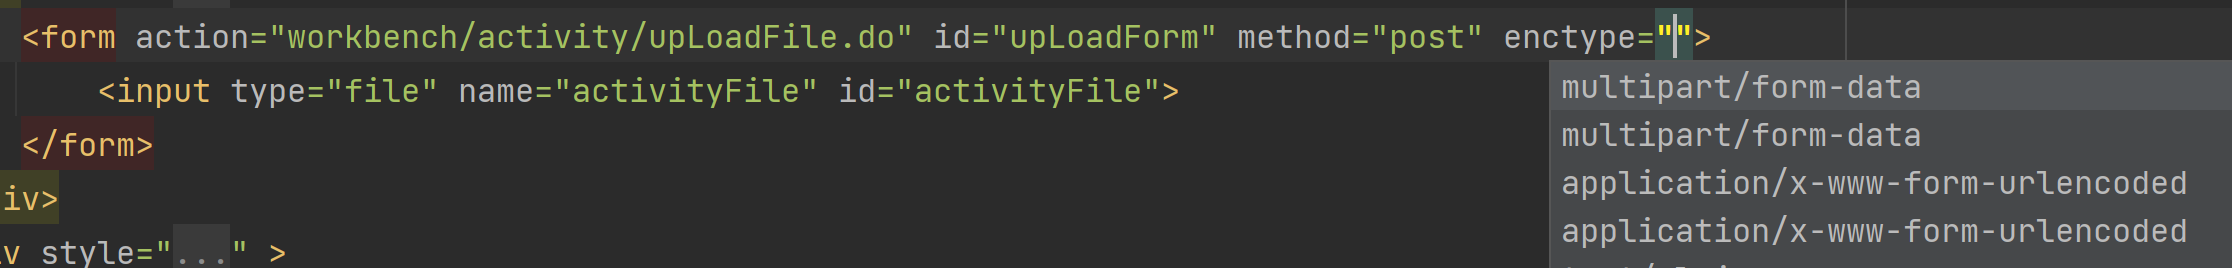 <form action="workbench/activity/upLoadFile.do" id="upLoadForm" method="post" enctype="">
<input type="file" name="activityFile" id="activityFile">
</form>
iv>
v style="..." >
multipart/form-data
multipart/form-data
application/x-www-form-urlencoded
application/x-www-form-urlencoded